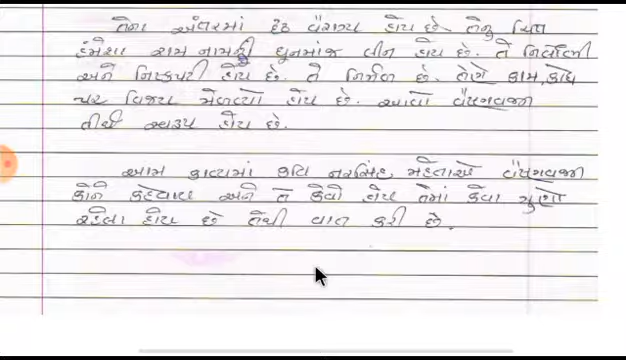 તેના અંતરમાં દ્રઢ વૈરાગ્ય હોય છે. તેનું ચિત્ત
હંમેશા રામ નામની ધુનમાંજ લીન હોય છે. તે નિર્લોભી
અને નિષ્કપટી હોય છે. તે નિર્મળ છે. તેણે કામ, ક્રોધ
પર વિજય મેળવ્યો હોય છે. આવો વૈષ્ણવજન
તીર્થ સ્વરૂપ હોય છે.
આમ કાવ્યમાં કવિ નરસિંહ મહેતાએ વૈષ્ણવજન
કોને કહેવાય અને તે કેવો હોય તેમાં કેવા ગુણો
રહેલા હોય છે તેની વાત કરી છે.